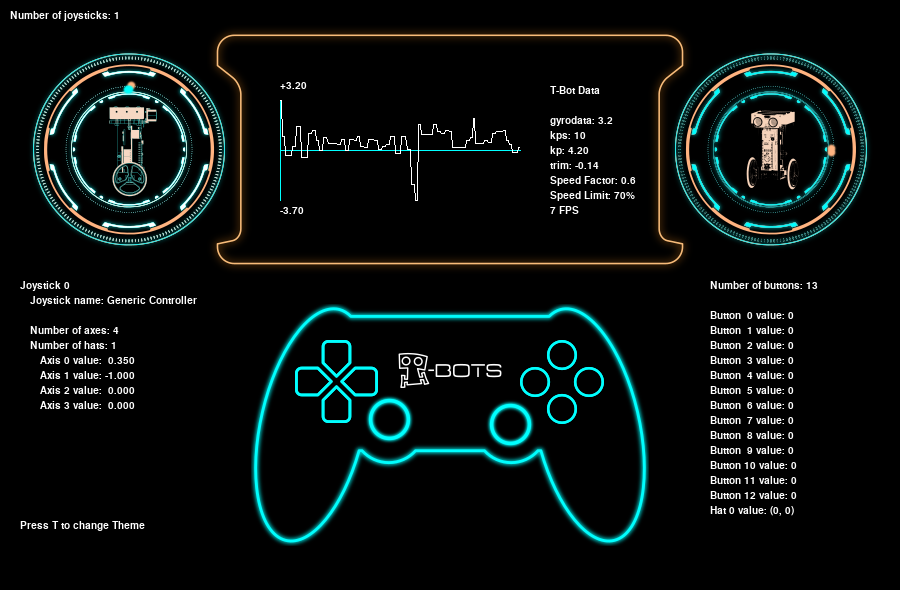 Number of joysticks: 1
+3.20
-3.70
T-Bot Data
gyrodata: 3.2
kps: 10
kp: 4.20
trim: -0.14
Speed Factor: 0.6
Speed Limit: 70%
7 FPS
Joystick 0
Joystick name: Generic Controller
Number of axes: 4
Number of hats: 1
Axis 0 value: 0.350
Axis 1 value: -1.000
Axis 2 value: 0.000
Axis 3 value: 0.000
-BOTS
Number of buttons: 13
Button 0 value: 0
Button 1 value: 0
Button 2 value: 0
Button 3 value: 0
Button 4 value: 0
Button 5 value: 0
Button 6 value: 0
Button 7 value: 0
Button 8 value: 0
Button 9 value: 0
Button 10 value: 0
Button 11 value: 0
Button 12 value: 0
Hat 0 value: (0, 0)
Press T to change Theme